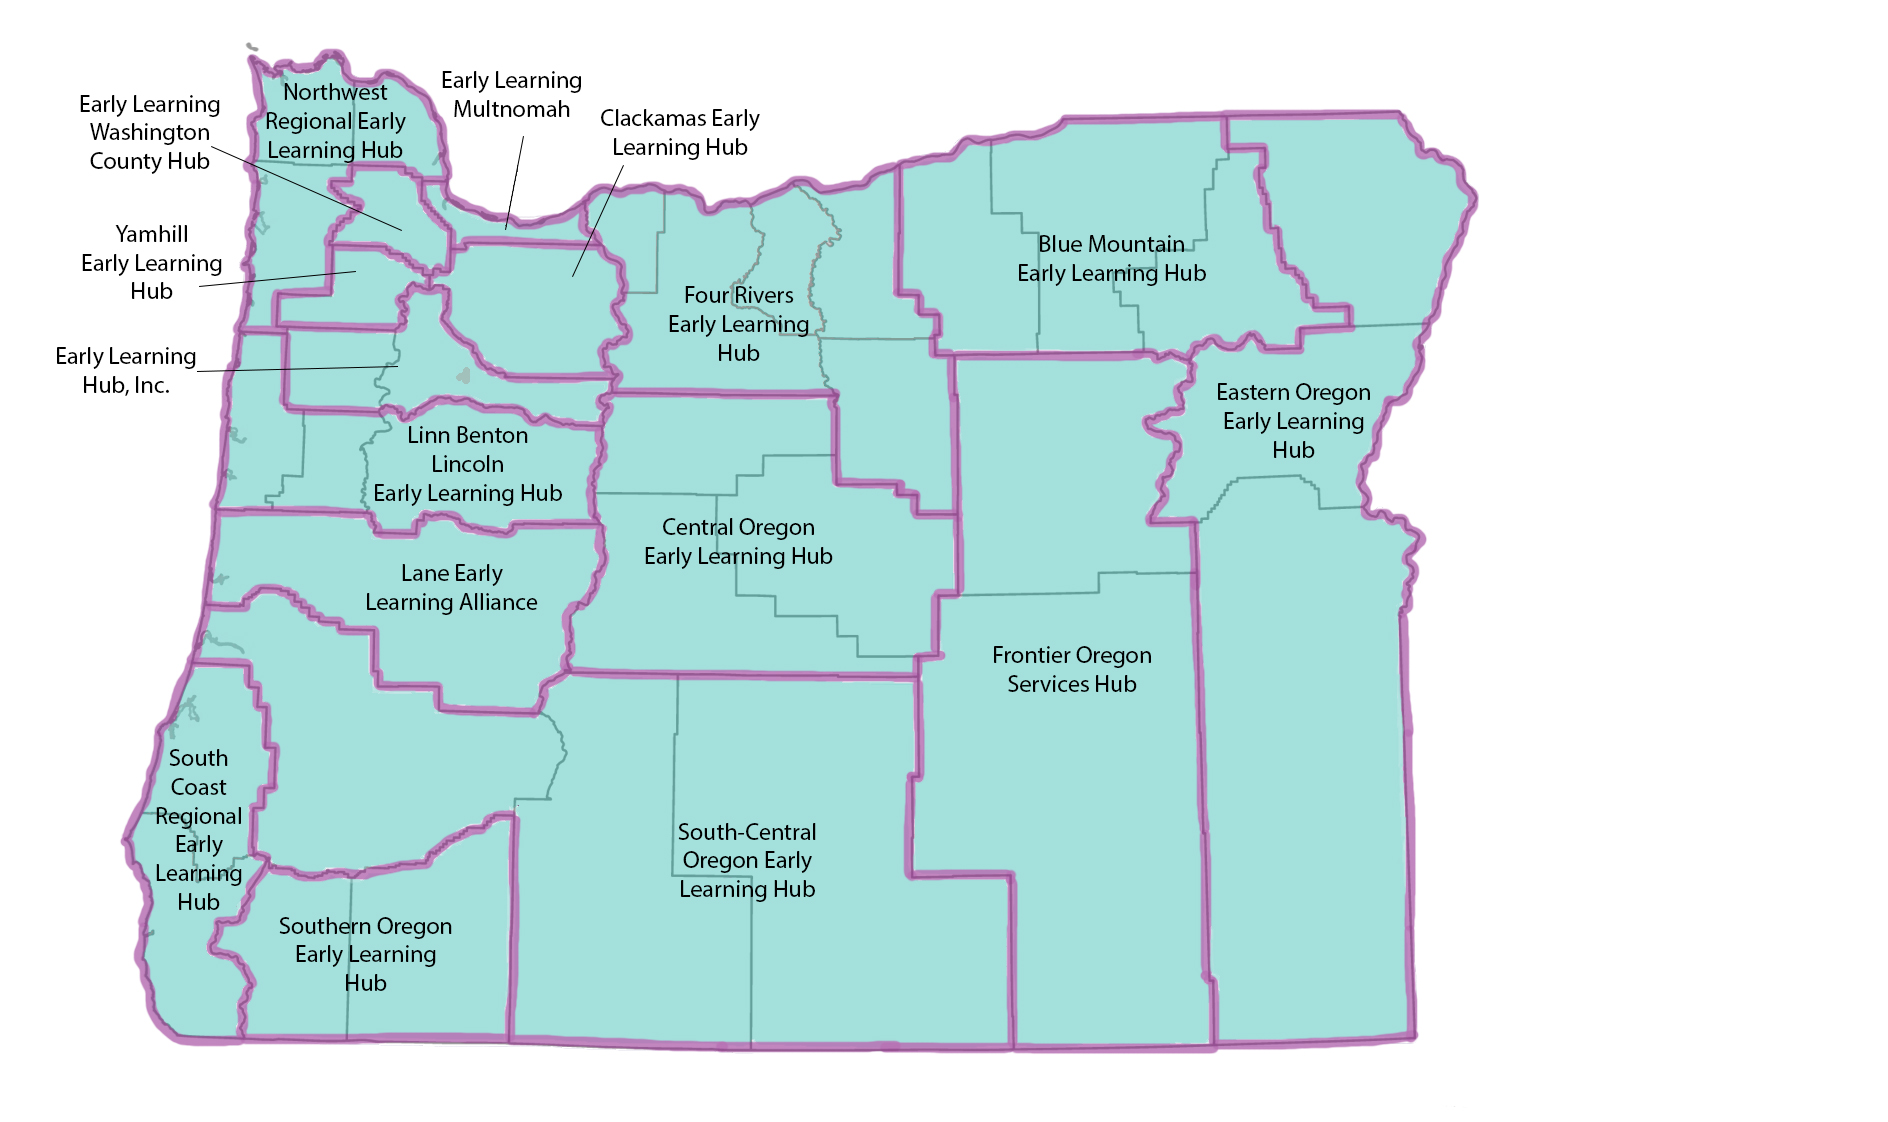 Early Learning
Multnomah
Northwest
Regional Early
Learning Hub
Early Learning
Washington
County Hub
Clackamas Early
Learning Hub
Yamhill
Early Learning
Hub
Blue Mountain
Early Learning Hub
Four Rivers
Early Learning
Hub
Early Learning
Hub, Inc.
Eastern Oregon
Early Learning
Hub
Linn Benton
Lincoln
Early Learning Hub
Central Oregon
Early Learning Hub
Lane Early
Learning Alliance
Frontier Oregon
Services Hub
South
Coast
Regional
Early
Learning
Hub
South-Central
Oregon Early
Learning Hub
Southern Oregon
Early Learning
Hub